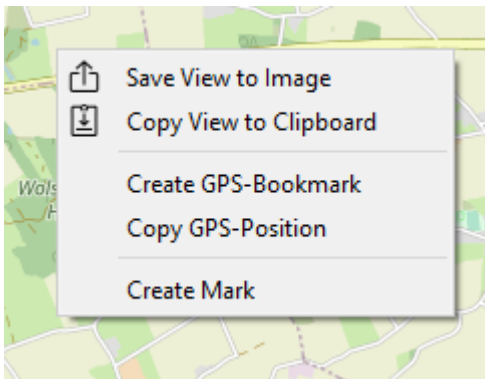 Save View to Image
Copy View to Clipboard
Create GPS-Bookmark
Copy GPS-Position
Create Mark